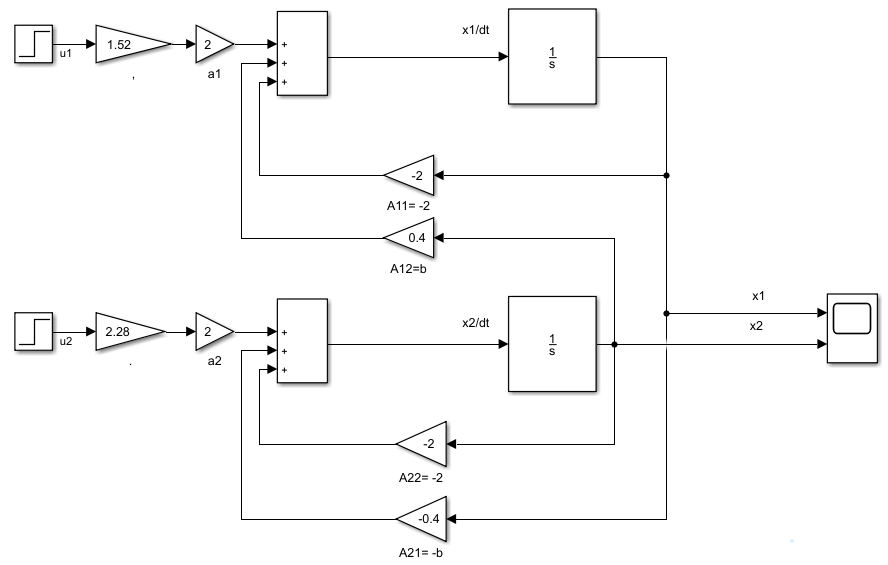 x1/dt
u1
1.52
,
2
a1
+
+
+
1
s
-2
A11= -2
0.4
A12=b
x1
x2
x2/dt
u2
2.28
.
2
a2
+
+
+
1
s
-2
A22= -2
-0.4
A21= -b